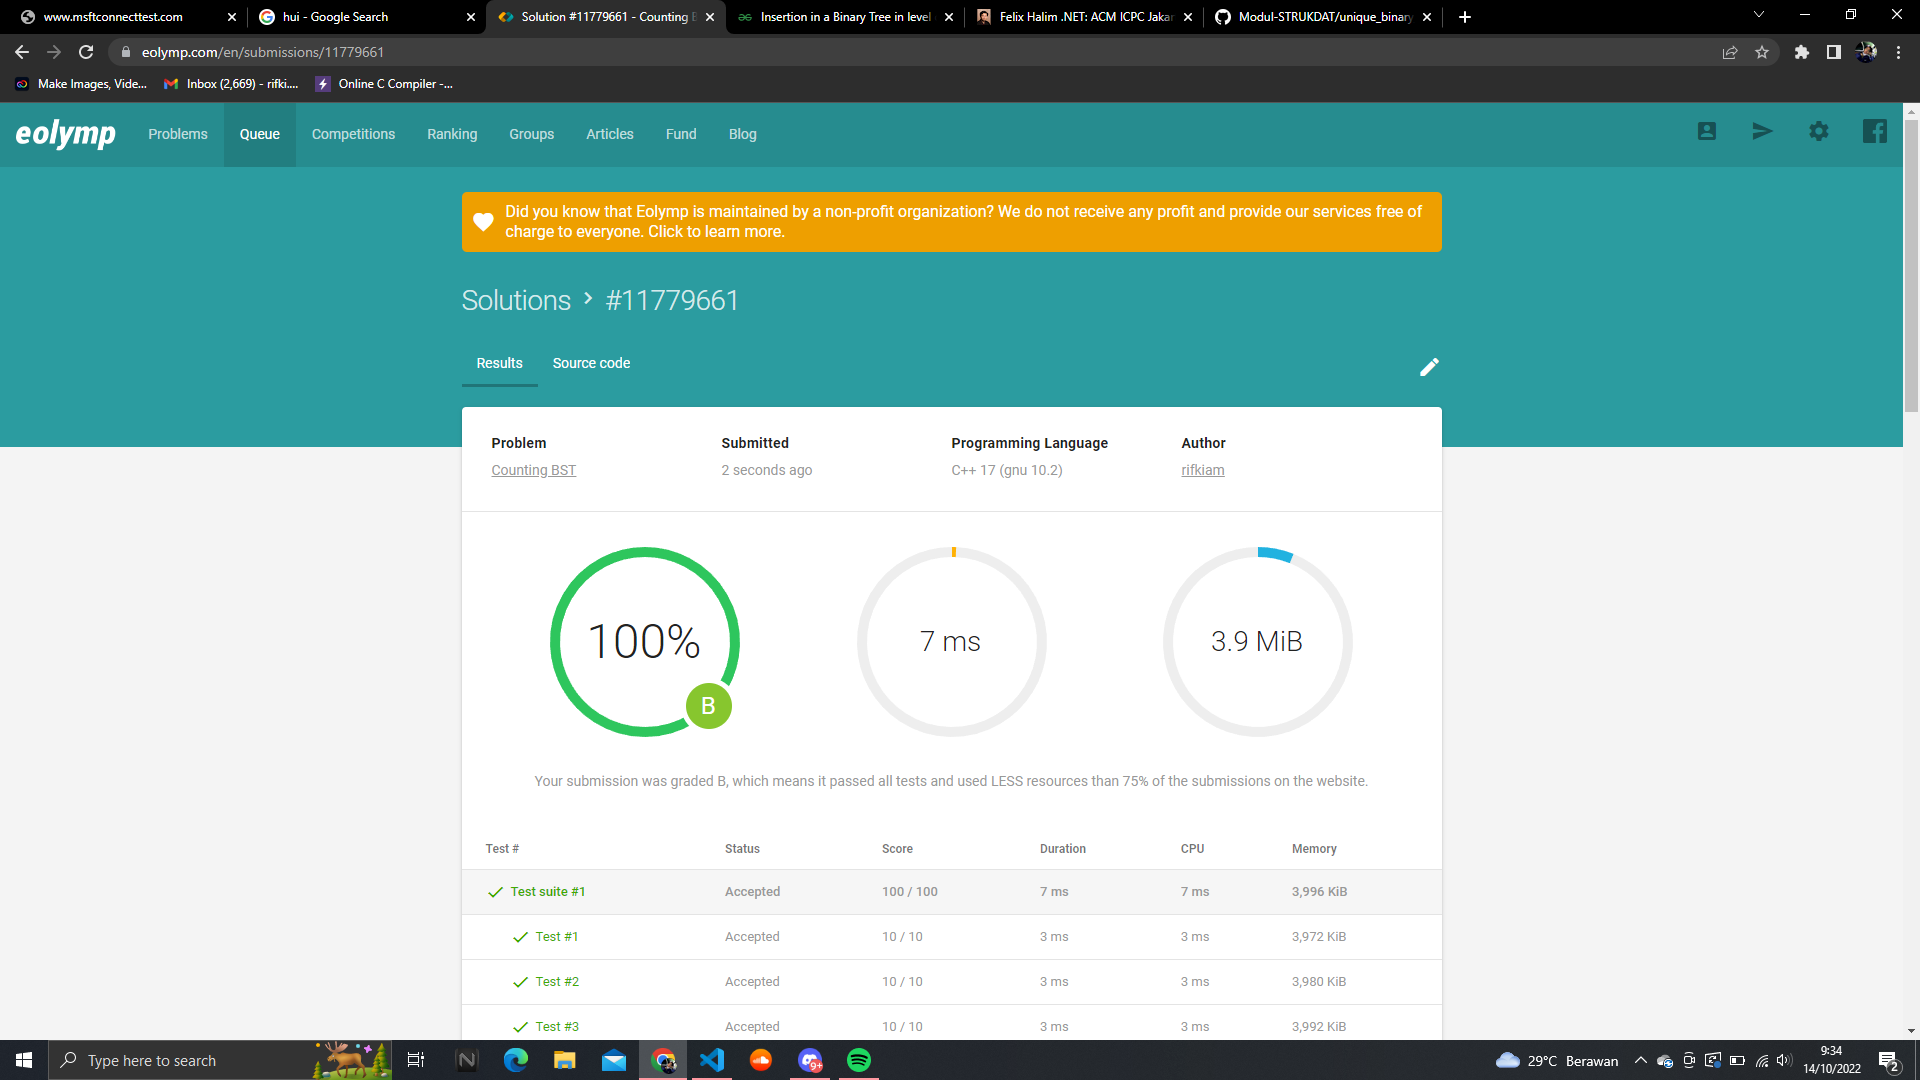 www.msftconnecttest.com
hui - Google Search
Solution #11779661 - Counting
Insertion in a Binary Tree in level
Felix Halim .NET: ACM ICPC Jakar
Modul-STRUKDAT/unique_binary
eolymp.com/en/submissions/11779661
Make Images, Vide...
Inbox (2,669) - rifki....
Online C Compiler -...
eolymp
Problems
Queue
Competitions
Ranking
Groups
Articles
Fund
Blog
Did you know that Eolymp is maintained by a non-profit organization? We do not receive any profit and provide our services free of
charge to everyone. Click to learn more.
Solutions > #11779661
Results
Source code
Problem
Submitted
Programming Language
Author
Counting BST
2 seconds ago
C++ 17 (gnu 10.2)
rifkiam
100%
B
7 ms
3.9 MiB
Your submission was graded B, which means it passed all tests and used LESS resources than 75% of the submissions on the website.
Test # Status Score Duration CPU Memory
Test suite #1 Accepted 100 / 100 7 ms 7 ms 3,996 KiB
Test #1 Accepted 10 / 10 3 ms 3 ms 3,972 KiB
Test #2 Accepted 10 / 10 3 ms 3 ms 3,980 KiB
Test #3 Accepted 10 / 10 3 ms 3 ms 3,992 KiB
Type here to search
9+
29°C Berawan
9:34
14/10/2022
2